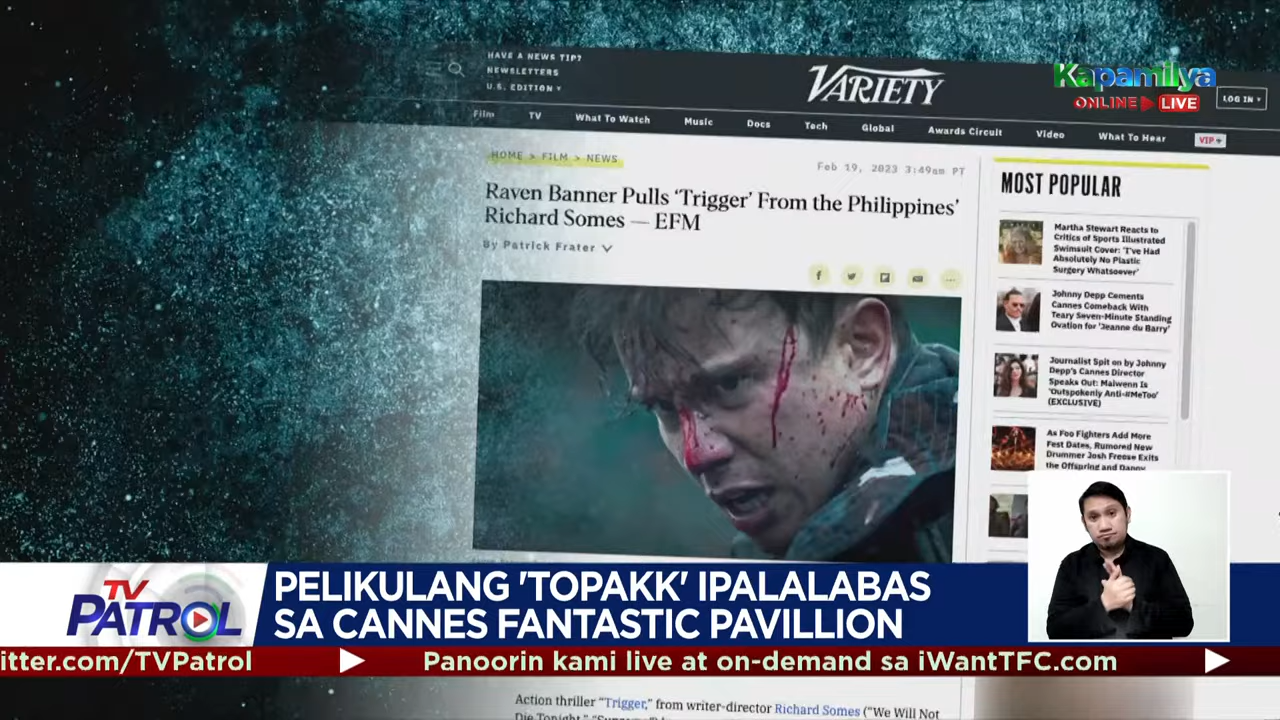 HAVE A NEWS TIP?
NEWSLETTERS
U.S. EDITION
VARIETY
Kapamilya
ONLINE LIVE
LOG IN
Film TV What To Watch Music Docs Tech Global Awards Circuit Video What To Hear VIP+
HOME > FILM > NEWS
Feb 19, 2023 3:49am PT
Raven Banner Pulls ‘Trigger’ From the Philippines’
Richard Somes — EFM
By Patrick Frater
MOST POPULAR
Martha Stewart Reacts to
Critics of Sports Illustrated
Swimsuit Cover: ‘I’ve Had
Absolutely No Plastic
Surgery Whatsoever’
Johnny Depp Cements
Cannes Comeback With
Teary Seven-Minute Standing
Ovation for ‘Jeanne du Barry’
Journalist Spit on by Johnny
Depp’s Cannes Director
Speaks Out: Maiwenn Is
‘Outspokenly Anti-#MeToo’
(EXCLUSIVE)
As Foo Fighters Add More
Fest Dates, Rumored New
Drummer Josh Freese Exits
the Offspring and Danny
TV PATROL
PELIKULANG 'TOPAKK' IPALALABAS
SA CANNES FANTASTIC PAVILLION
itter.com/TVPatrol Panoorin kami live at on-demand sa iWantTFC.com
Action thriller “Trigger,” from writer-director Richard Somes (“We Will Not
Die Tonight,”